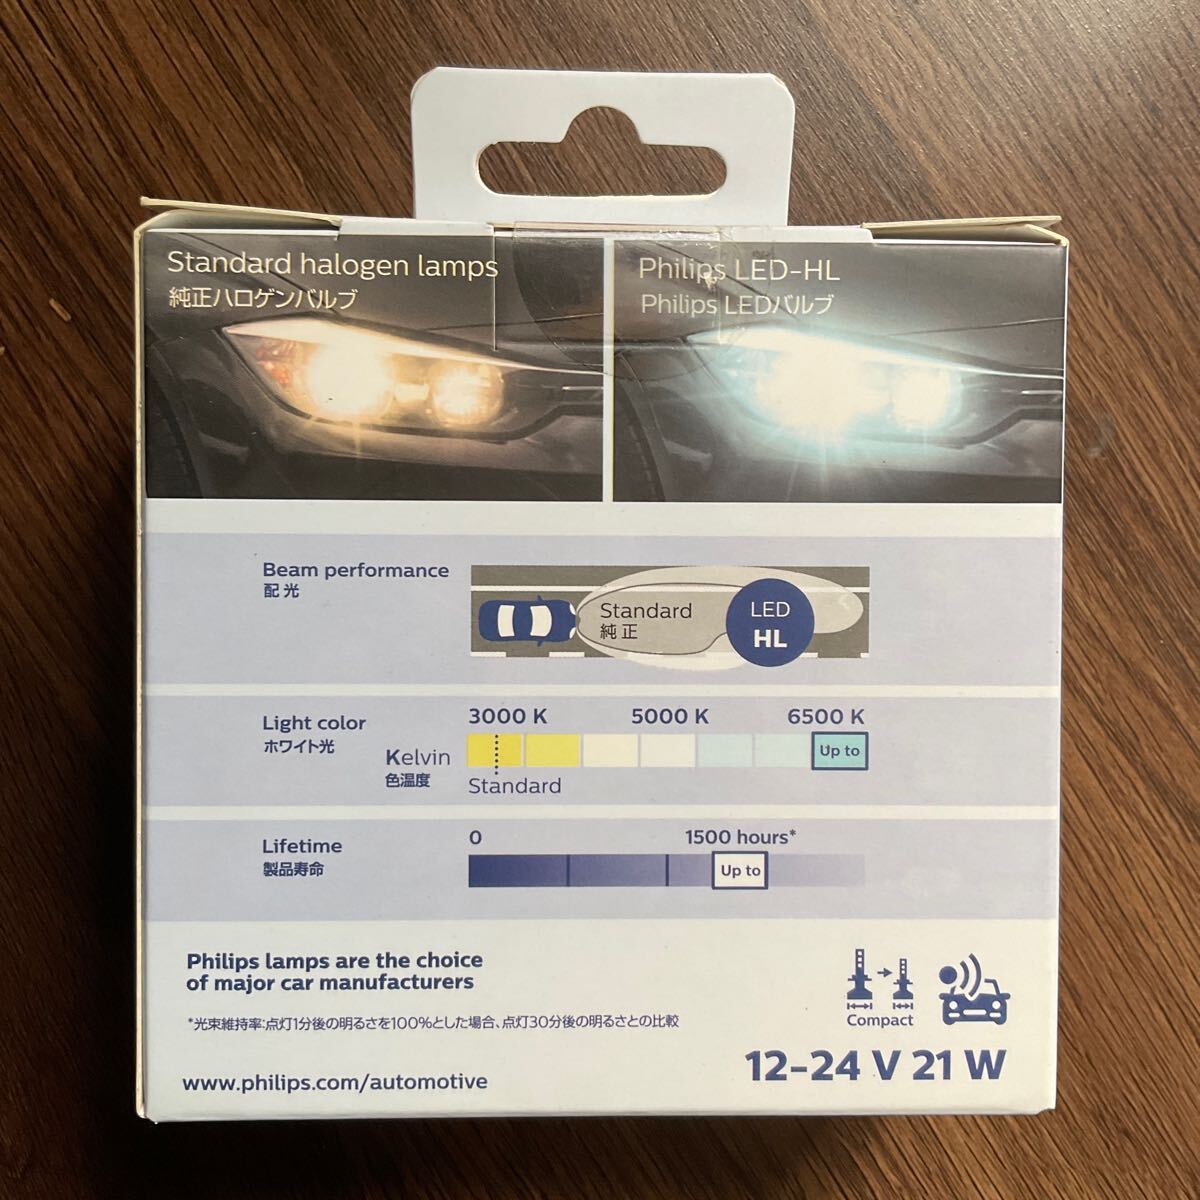 Standard halogen lamps
純正ハロゲンバルブ
Philips LED-HL
Philips LEDバルブ
Beam performance
配光
Standard
純正
LED
HL
Light color
ホワイト光
Kelvin
色温度
3000 K 5000 K 6500 K
Up to
Standard
Lifetime
製品寿命
0 1500 hours*
Up to
Philips lamps are the choice
of major car manufacturers
*光束維持率:点灯1分後の明るさを100%とした場合、点灯30分後の明るさとの比較
www.philips.com/automotive
Compact
12-24 V 21 W